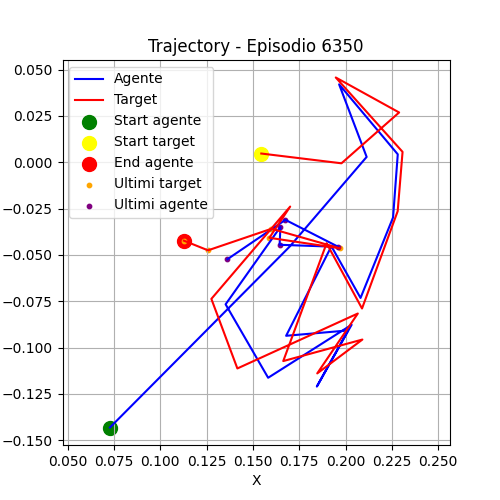 Trajectory - Episodio 6350
0.050
0.025
0.000
−0.025
−0.050
−0.075
−0.100
−0.125
−0.150
Agente
Target
Start agente
Start target
End agente
Ultimi target
Ultimi agente
0.050 0.075 0.100 0.125 0.150 0.175 0.200 0.225 0.250
X